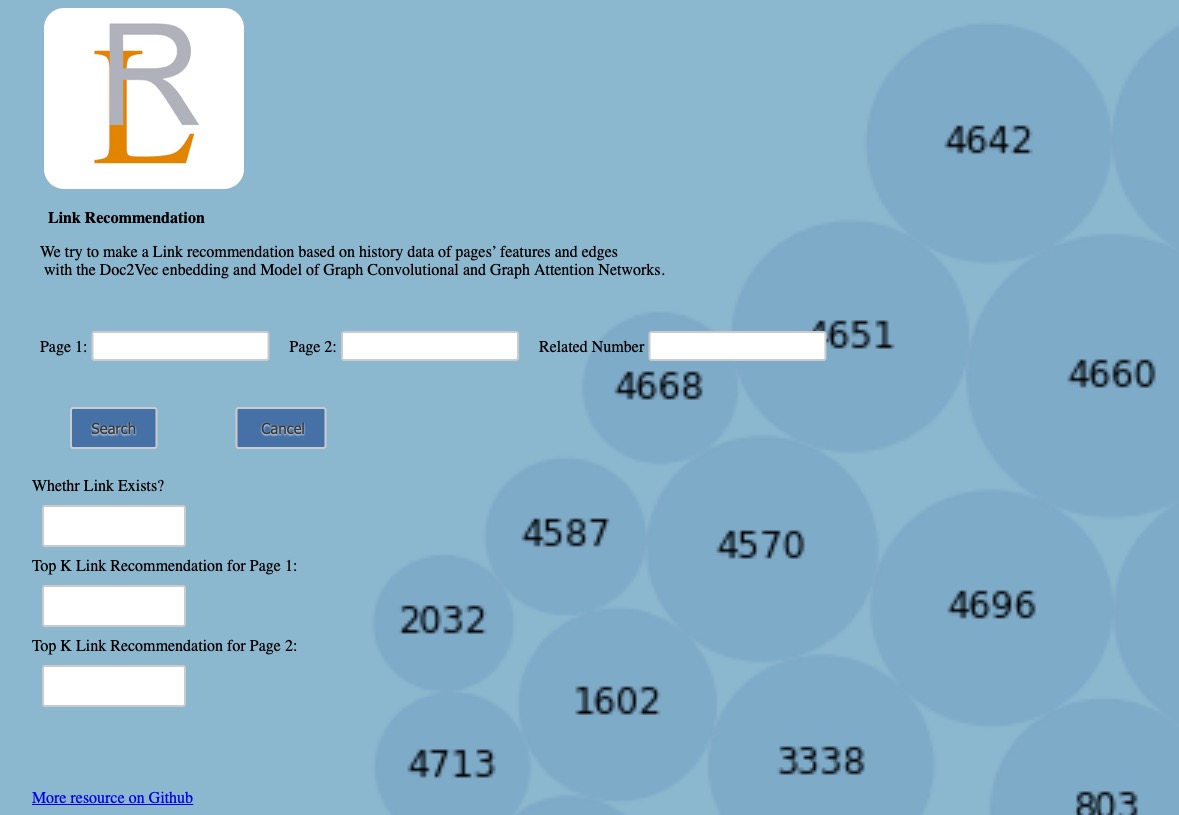 LR
4642
Link Recommendation
We try to make a Link recommendation based on history data of pages’ features and edges
with the Doc2Vec enbedding and Model of Graph Convolutional and Graph Attention Networks.
Page 1:
Page 2:
Related Number
4651
4660
4668
Search
Cancel
Whethr Link Exists?
4587
4570
Top K Link Recommendation for Page 1:
4696
2032
Top K Link Recommendation for Page 2:
1602
4713
3338
More resource on Github
803